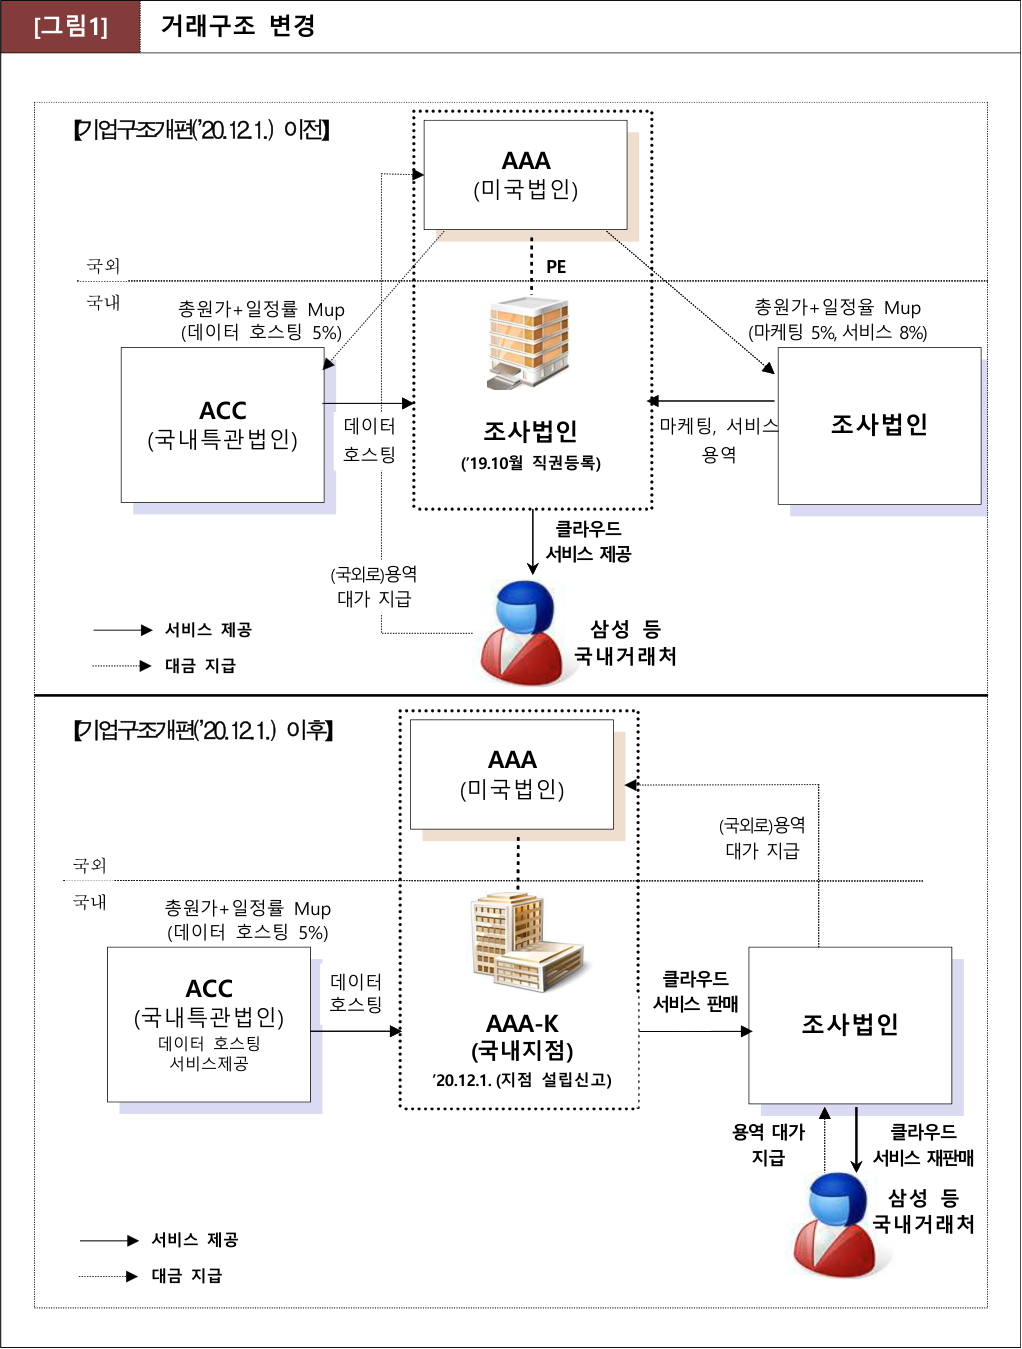 [그림1] 거래구조 변경
【기업구조개편('20.12.1.) 이전】
AAA
(미국법인)
국외
PE
국내
총원가+일정률 Mup
(데이터 호스팅 5%)
총원가+일정율 Mup
(마케팅 5%, 서비스 8%)
ACC
(국내특관법인)
데이터
호스팅
조사법인
('19.10월 직권등록)
마케팅, 서비스
용역
조사법인
클라우드
서비스 제공
(국외로)용역
대가 지급
삼성 등
국내거래처
서비스 제공
대금 지급
【기업구조개편('20.12.1.) 이후】
AAA
(미국법인)
(국외로)용역
대가 지급
국외
국내
총원가+일정률 Mup
(데이터 호스팅 5%)
ACC
(국내특관법인)
데이터 호스팅
서비스제공
데이터
호스팅
AAA-K
(국내지점)
'20.12.1. (지점 설립신고)
클라우드
서비스 판매
조사법인
용역 대가
지급
클라우드
서비스 재판매
삼성 등
국내거래처
서비스 제공
대금 지급